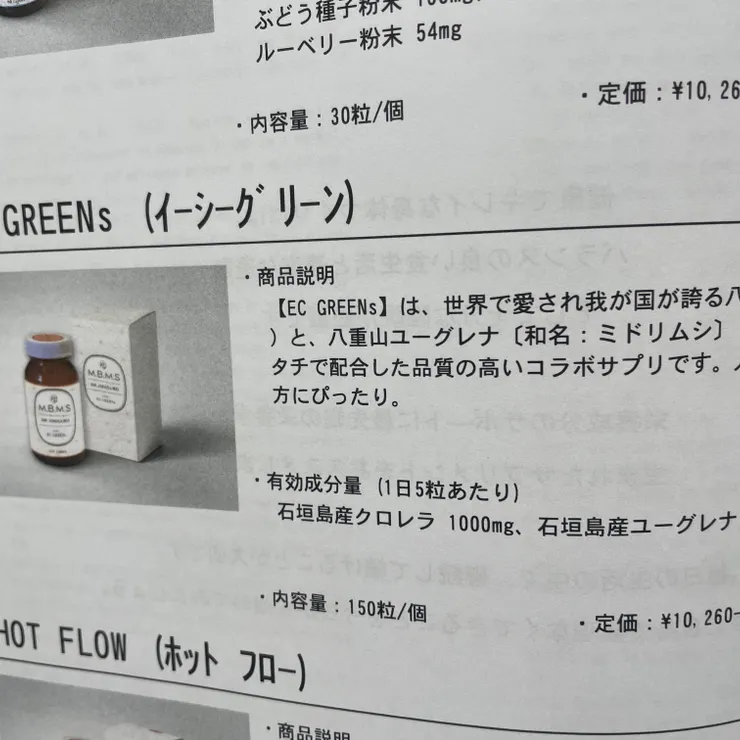 ぶどう種子粉末
ルーベリー粉末 54mg
・内容量：30粒/個
・定価：¥10,26
GREENs (イーシーグリーン)
・商品説明
【EC GREENs】は、世界で愛され我が国が誇る八
）と、八重山ユーグレナ〔和名：ミドリムシ〕
タチで配合した品質の高いコラボサプリです。
方にぴったり。
M.B.M.S
M.B.M.S
・有効成分量 (1日5粒あたり)
石垣島産クロレラ 1000mg、石垣島産ユーグレナ
・内容量：150粒/個
・定価：¥10,260-
HOT FLOW (ホット フロー)
・商品説明